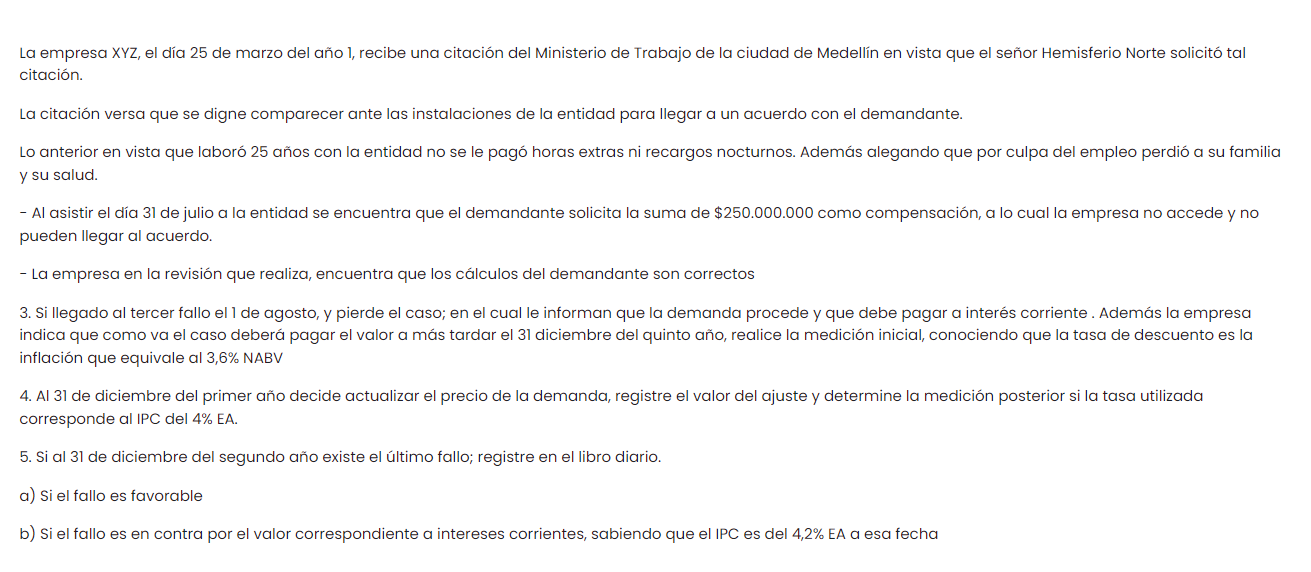 La empresa XYZ, el día 25 de marzo del año 1, recibe una citación del Ministerio de Trabajo de la ciudad de Medellín en vista que el señor Hemisferio Norte solicitó tal
citación.
La citación versa que se digne comparecer ante las instalaciones de la entidad para llegar a un acuerdo con el demandante.
Lo anterior en vista que laboró 25 años con la entidad no se le pagó horas extras ni recargos nocturnos. Además alegando que por culpa del empleo perdió a su familia
y su salud.
- Al asistir el día 31 de julio a la entidad se encuentra que el demandante solicita la suma de $250.000.000 como compensación, a lo cual la empresa no accede y no
pueden llegar al acuerdo.
- La empresa en la revisión que realiza, encuentra que los cálculos del demandante son correctos
3. Si llegado al tercer fallo el 1 de agosto, y pierde el caso; en el cual le informan que la demanda procede y que debe pagar a interés corriente . Además la empresa
indica que como va el caso deberá pagar el valor a más tardar el 31 diciembre del quinto año, realice la medición inicial, conociendo que la tasa de descuento es la
inflación que equivale al 3,6% NABV
4. Al 31 de diciembre del primer año decide actualizar el precio de la demanda, registre el valor del ajuste y determine la medición posterior si la tasa utilizada
corresponde al IPC del 4% EA.
5. Si al 31 de diciembre del segundo año existe el último fallo; registre en el libro diario.
a) Si el fallo es favorable
b) Si el fallo es en contra por el valor correspondiente a intereses corrientes, sabiendo que el IPC es del 4,2% EA a esa fecha